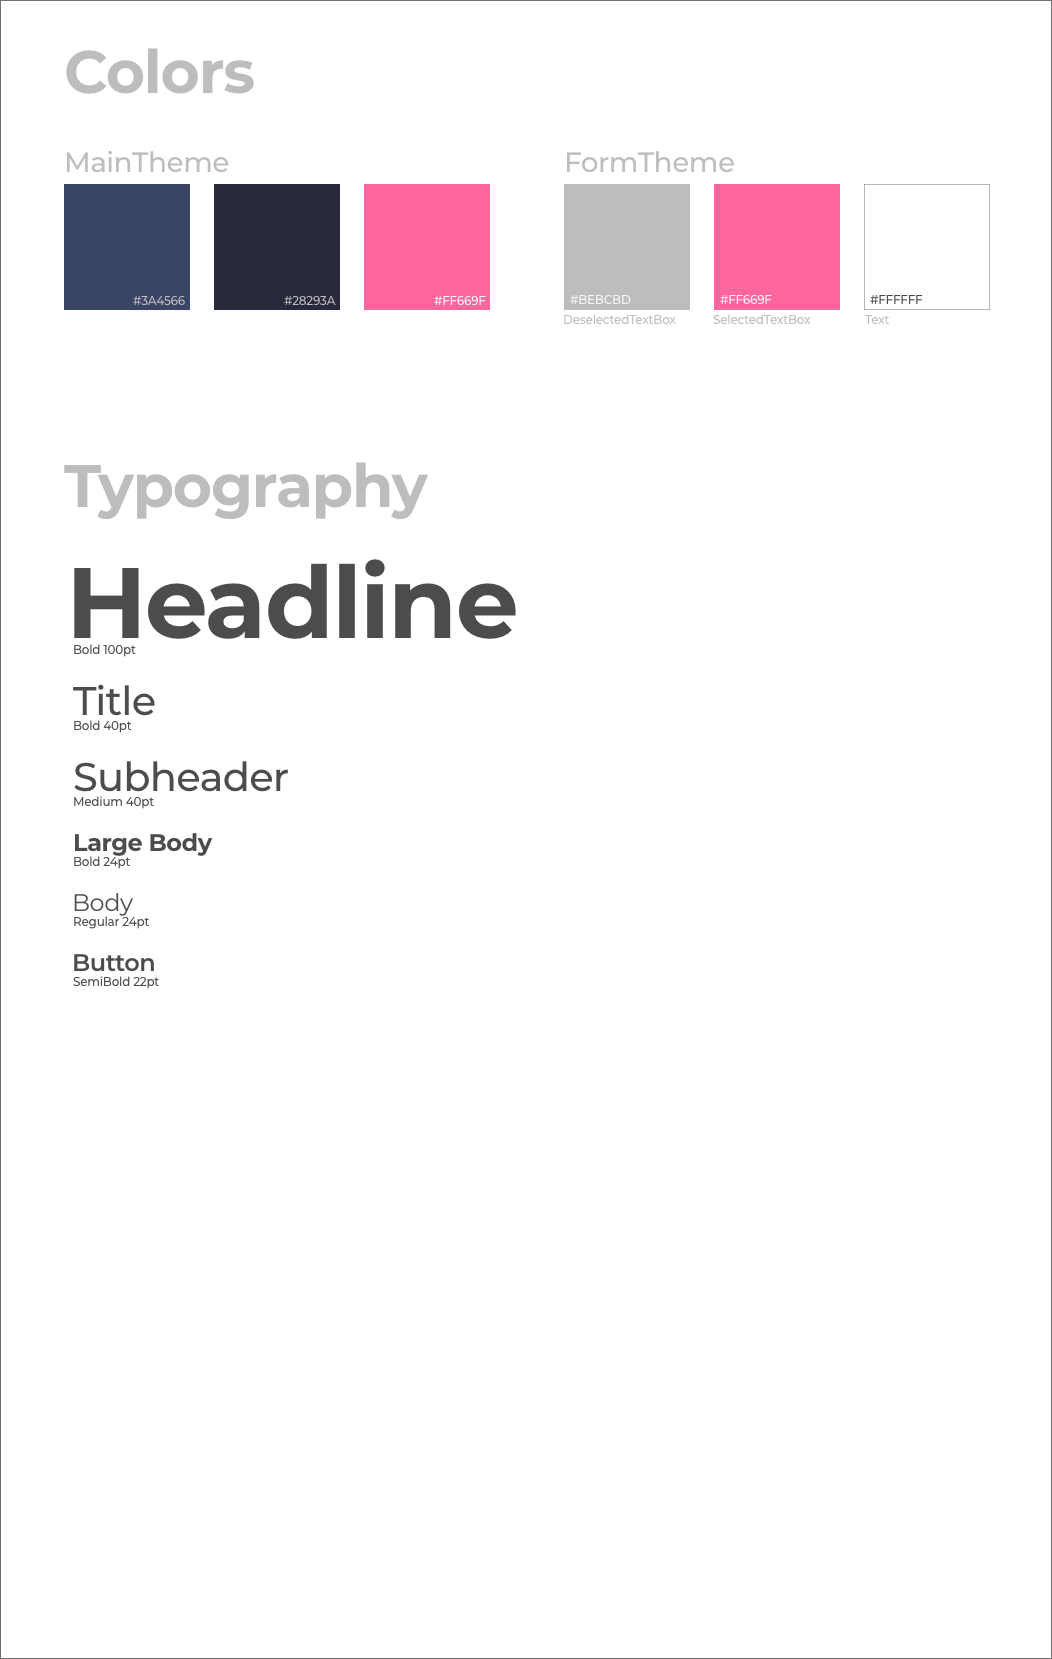 Colors
MainTheme
#3A4566
#28293A
#FF669F
FormTheme
#BEBCBD
DeselectedTextBox
#FF669F
SelectedTextBox
#FFFFFF
Text
Typography
Headline
Bold 100pt
Title
Bold 40pt
Subheader
Medium 40pt
Large Body
Bold 24pt
Body
Regular 24pt
Button
SemiBold 22pt